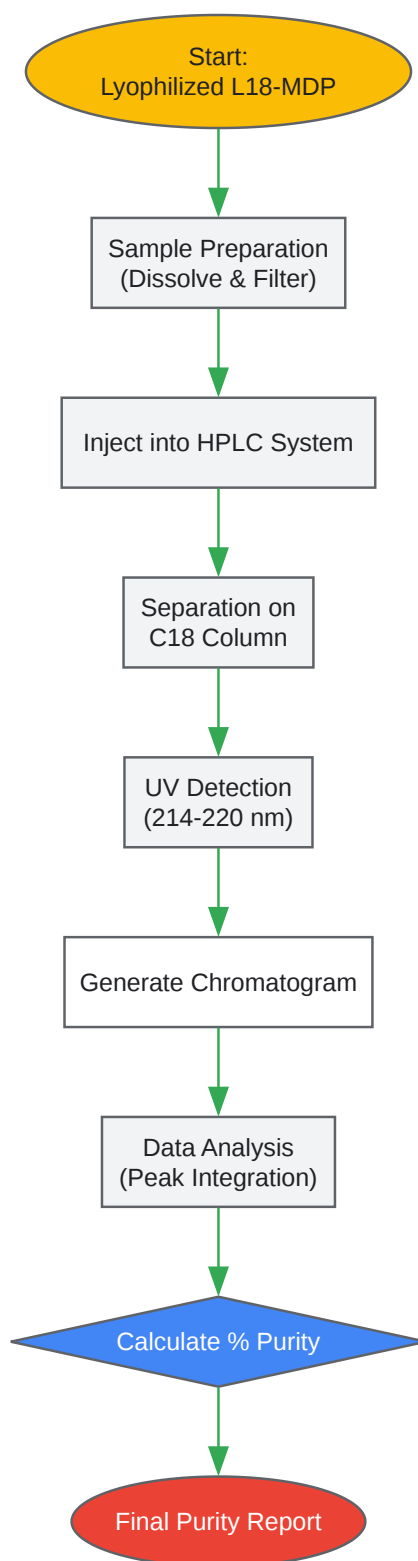 Start:
Lyophilized L18-MDP
Sample Preparation
(Dissolve & Filter)
Inject into HPLC System
Separation on
C18 Column
UV Detection
(214-220 nm)
Generate Chromatogram
Data Analysis
(Peak Integration)
Calculate % Purity
Final Purity Report